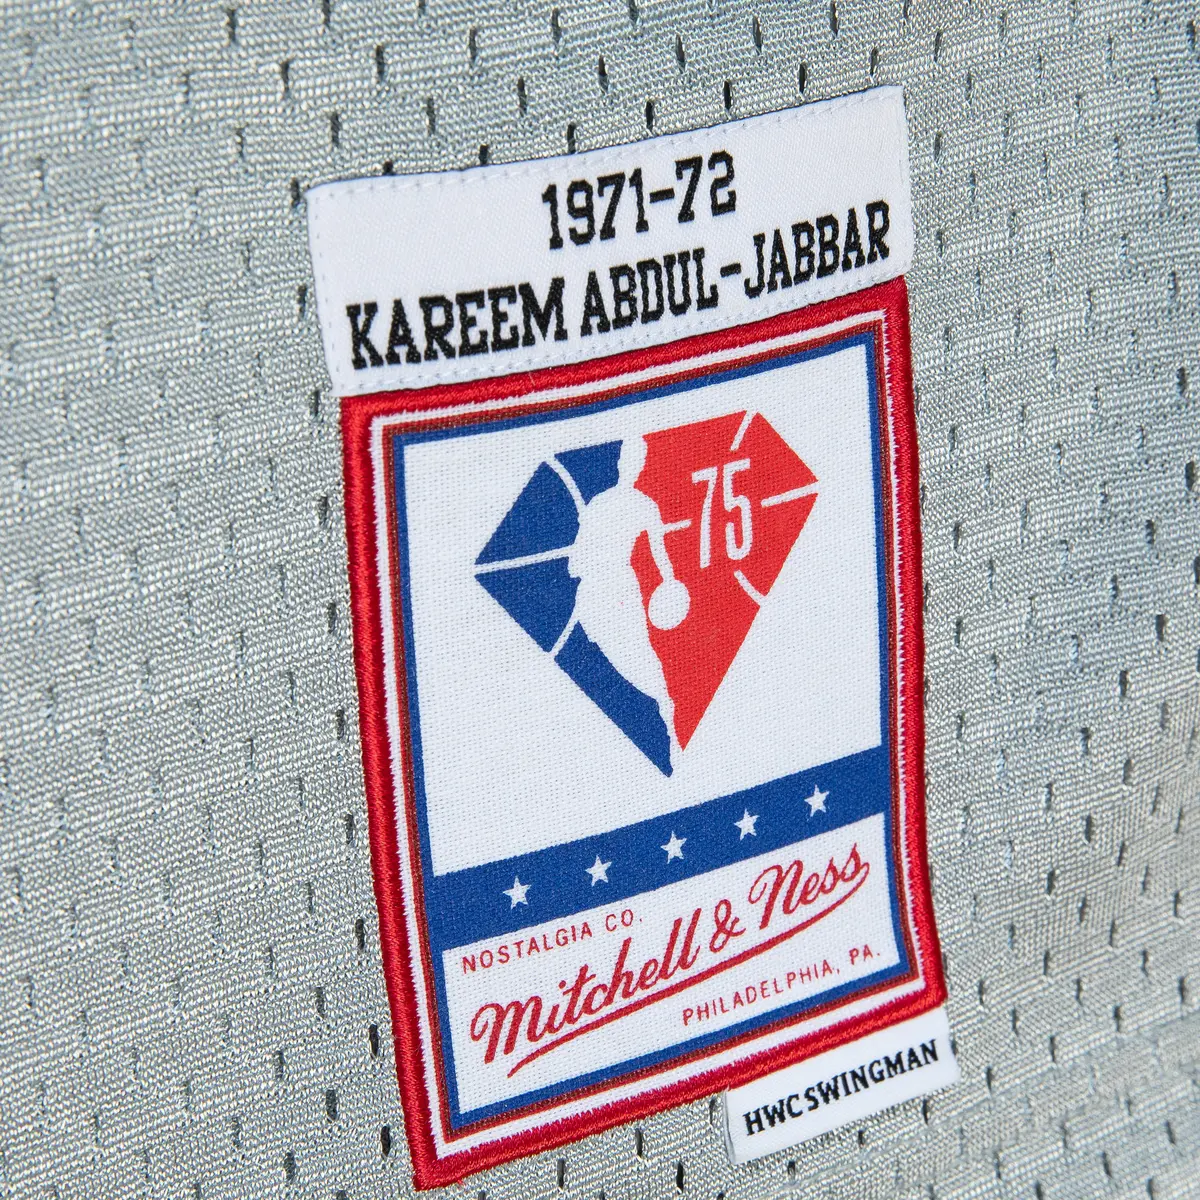 1971-72
KAREEM ABDUL-JABBAR
75
NOSTALGIA CO.
Mitchell & Ness
PHILADELPHIA, PA.
HWC SWINGMAN